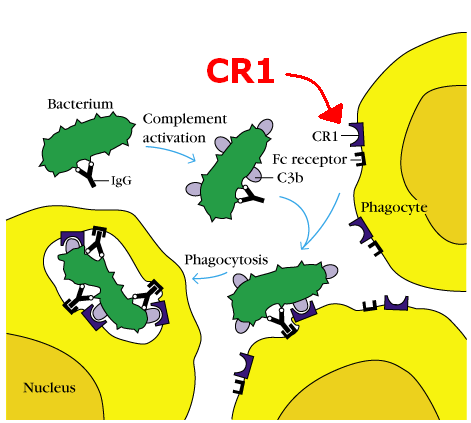 CR1
Bacterium
Complement
activation
CR1
Fc receptor
IgG
C3b
Phagocyte
Phagocytosis
Nucleus